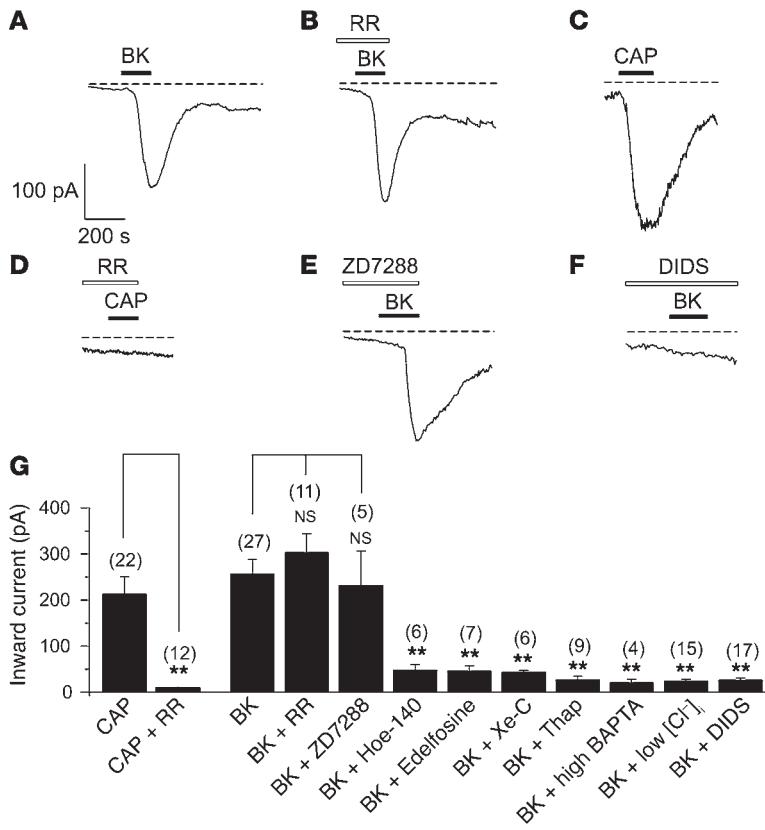 A
BK
100 pA
200 s
B
RR
BK
C
CAP
D
RR
CAP
E
ZD7288
BK
F
DIDS
BK
G
Inward current (pA)
400
300
200
100
0
(22)
(12)
**
(27)
(11)
NS
(5)
NS
(6)
**
(7)
**
(6)
**
(9)
**
(4)
**
(15)
**
(17)
**
CAP
CAP + RR
BK
BK + RR
BK + ZD7288
BK + Hoe-140
BK + Edelfosine
BK + Xe-C
BK + Thap
BK + high BAPTA
BK + low [Cl-]i
BK + DIDS